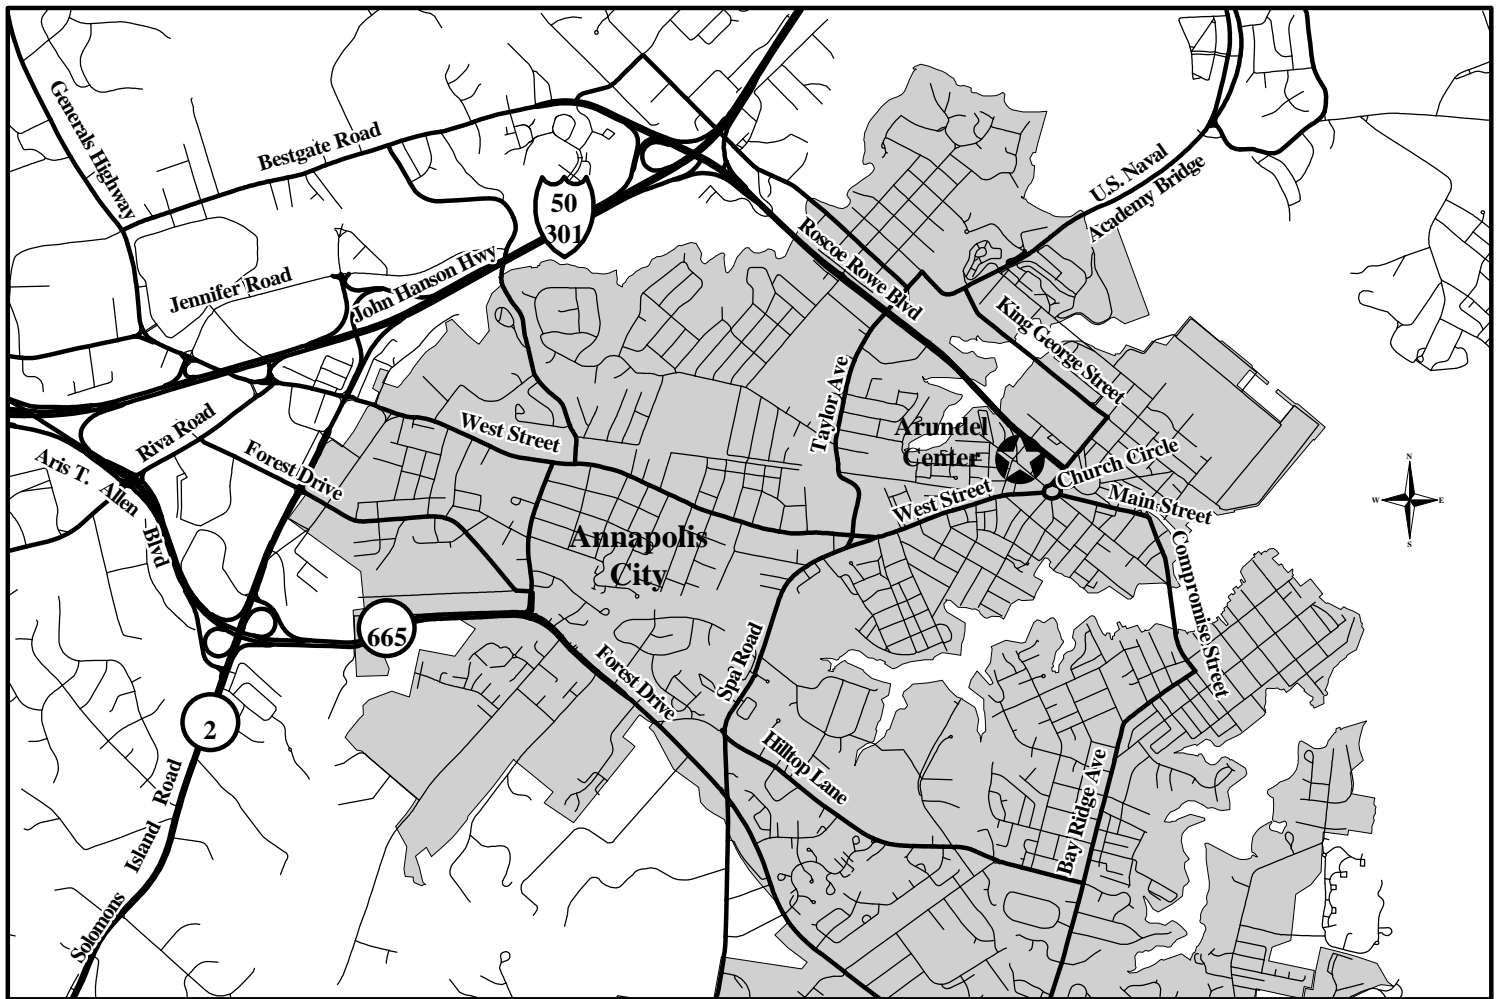 Generals Highway
Bestgate Road
U.S. Naval
Academy Bridge
50
301
Roscoe Rowe Blvd
Jennifer Road
John Hanson Hwy
King George Street
Taylor Ave
Riva Road
West Street
Arundel
Center
Church Circle
Aris T. Allen Blvd
Forest Drive
West Street
Main Street
N
W
E
S
Annapolis
City
Compromise Street
665
Spa Road
Forest Drive
2
Hilltop Lane
Bay Ridge Ave
Solomons Island Road